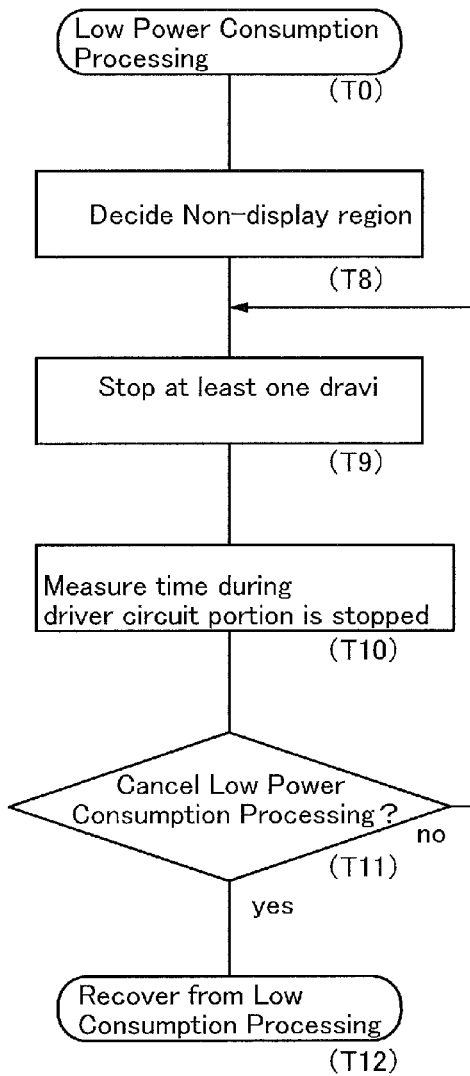 Low Power Consumption
Processing
(T0)
Decide Non-display region
(T8)
Stop at least one dravi
(T9)
Measure time during
driver circuit portion is stopped
(T10)
Cancel Low Power
Consumption Processing?
no
(T11)
yes
Recover from Low
Consumption Processing
(T12)